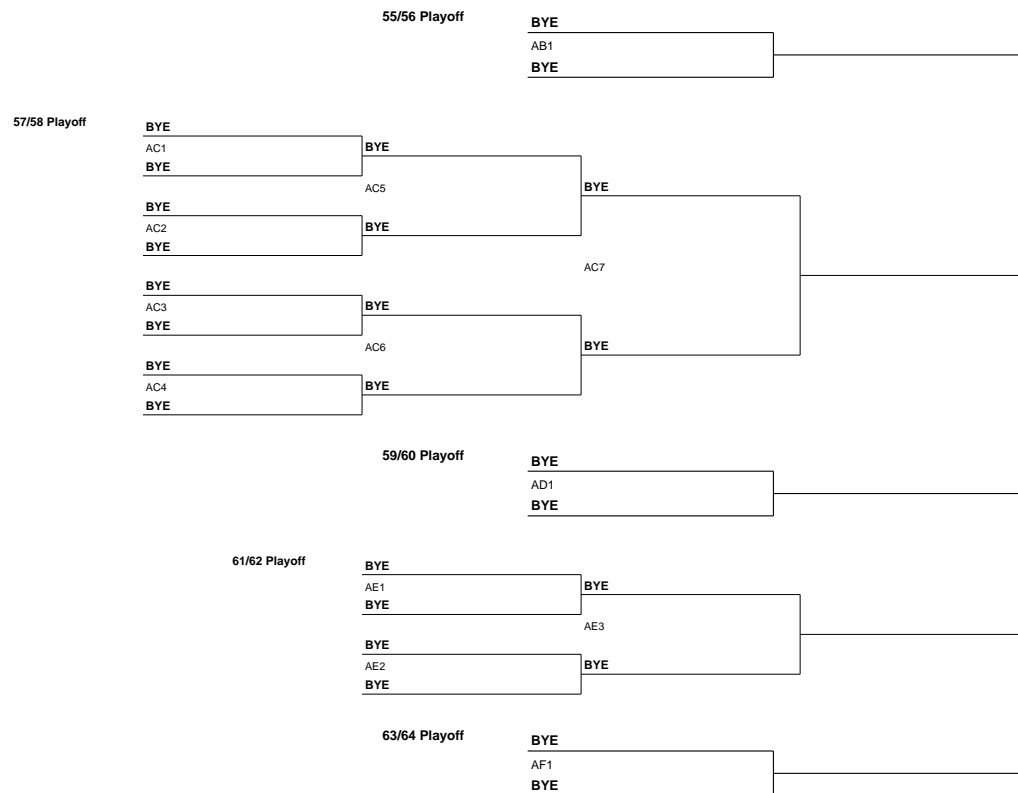 55/56 Playoff
BYE
AB1
BYE
57/58 Playoff
BYE
AC1
BYE
BYE
AC5
BYE
BYE
AC2
BYE
BYE
AC7
BYE
AC3
BYE
BYE
AC6
BYE
BYE
AC4
BYE
BYE
59/60 Playoff
BYE
AD1
BYE
61/62 Playoff
BYE
AE1
BYE
BYE
AE3
BYE
AE2
BYE
BYE
63/64 Playoff
BYE
AF1
BYE